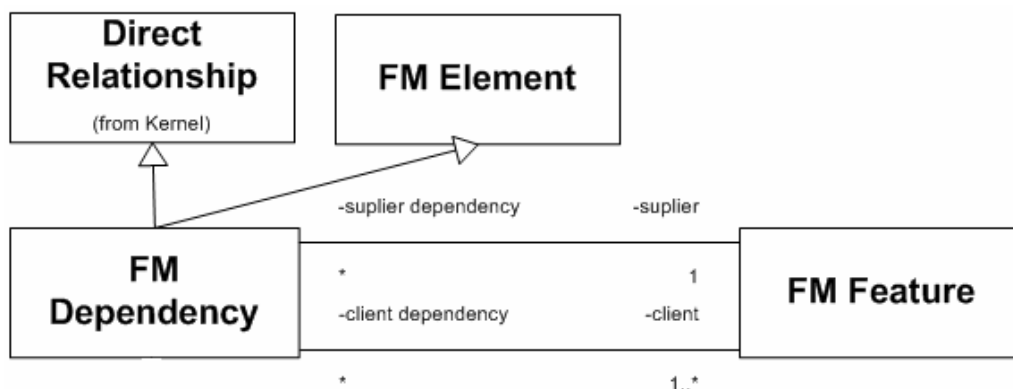 Direct
Relationship
(from Kernel)
FM Element
-suplier dependency
-suplier
FM
Dependency
*
1
-client dependency
-client
FM Feature
*
1..*